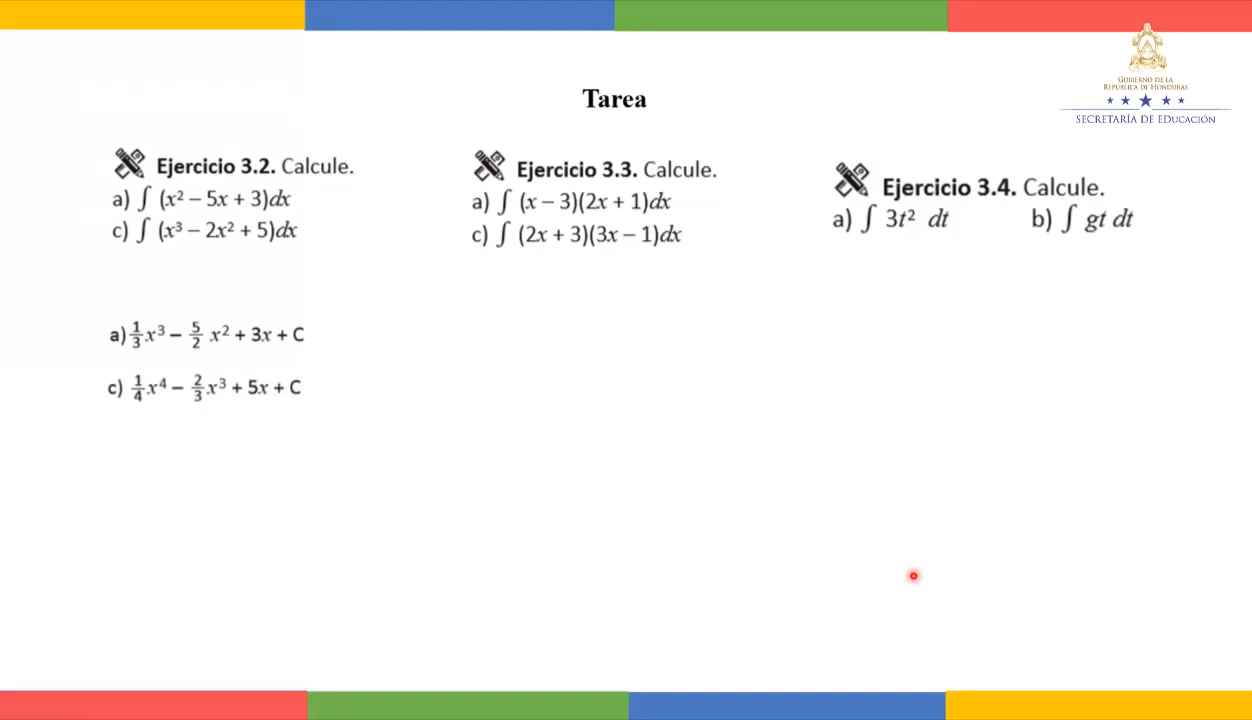 GOBIERNO DE LA
REPÚBLICA DE HONDURAS
SECRETARÍA DE EDUCACIÓN
Tarea
Ejercicio 3.2. Calcule.
a) ∫ (x² – 5x + 3)dx
c) ∫ (x³ – 2x² + 5)dx
a) 1/3 x³ – 5/2 x² + 3x + C
c) 1/4 x⁴ – 2/3 x³ + 5x + C
Ejercicio 3.3. Calcule.
a) ∫ (x – 3)(2x + 1)dx
c) ∫ (2x + 3)(3x – 1)dx
Ejercicio 3.4. Calcule.
a) ∫ 3t² dt b) ∫ gt dt